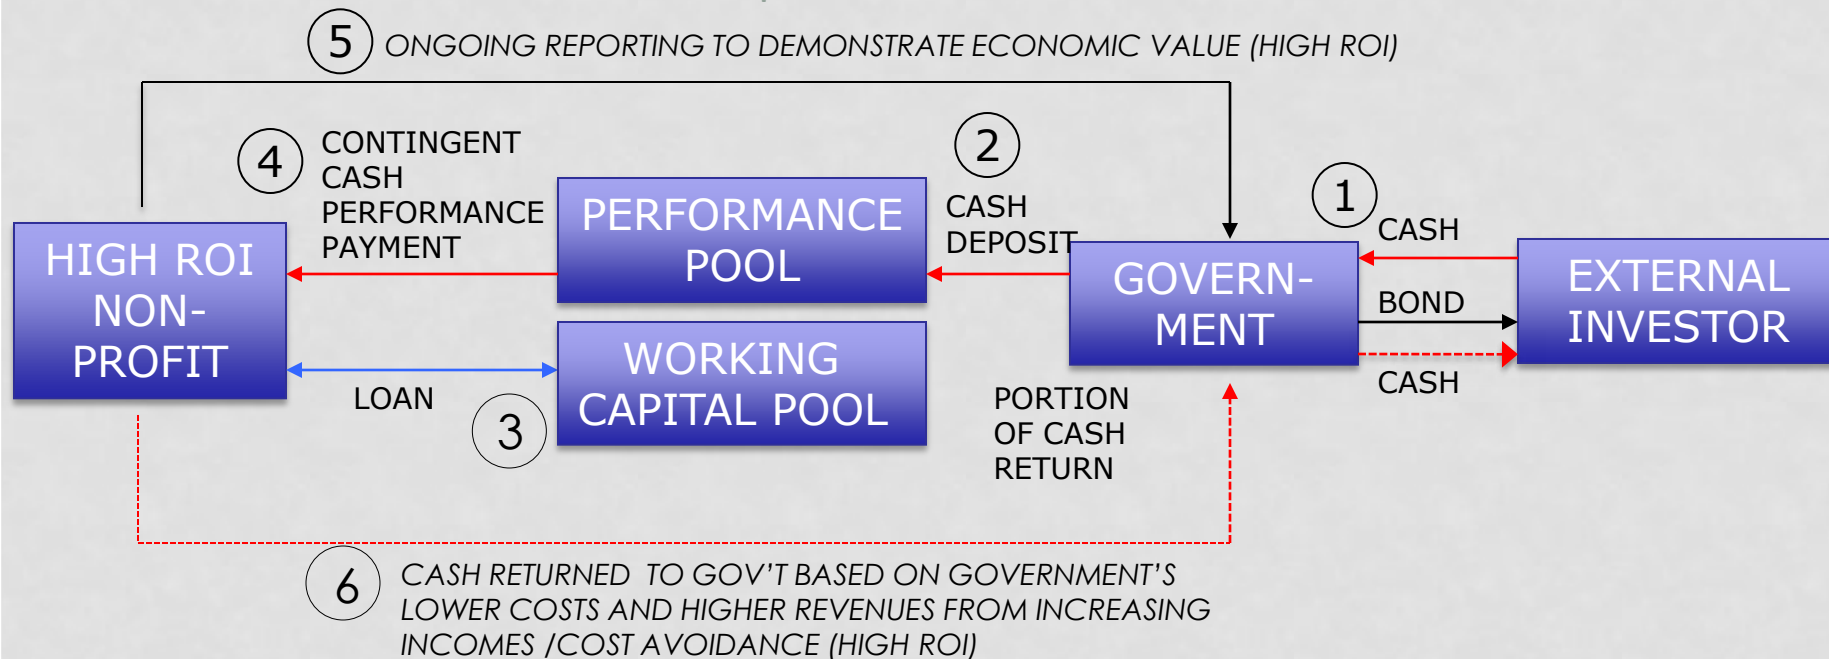 5 ONGOING REPORTING TO DEMONSTRATE ECONOMIC VALUE (HIGH ROI)
4
CONTINGENT
CASH
PERFORMANCE
PAYMENT
2
CASH
DEPOSIT
1
CASH
BOND
CASH
HIGH ROI
NON-
PROFIT
PERFORMANCE
POOL
GOVERN-
MENT
EXTERNAL
INVESTOR
LOAN
3
WORKING
CAPITAL POOL
PORTION
OF CASH
RETURN
6
CASH RETURNED TO GOV'T BASED ON GOVERNMENT'S
LOWER COSTS AND HIGHER REVENUES FROM INCREASING
INCOMES /COST AVOIDANCE (HIGH ROI)